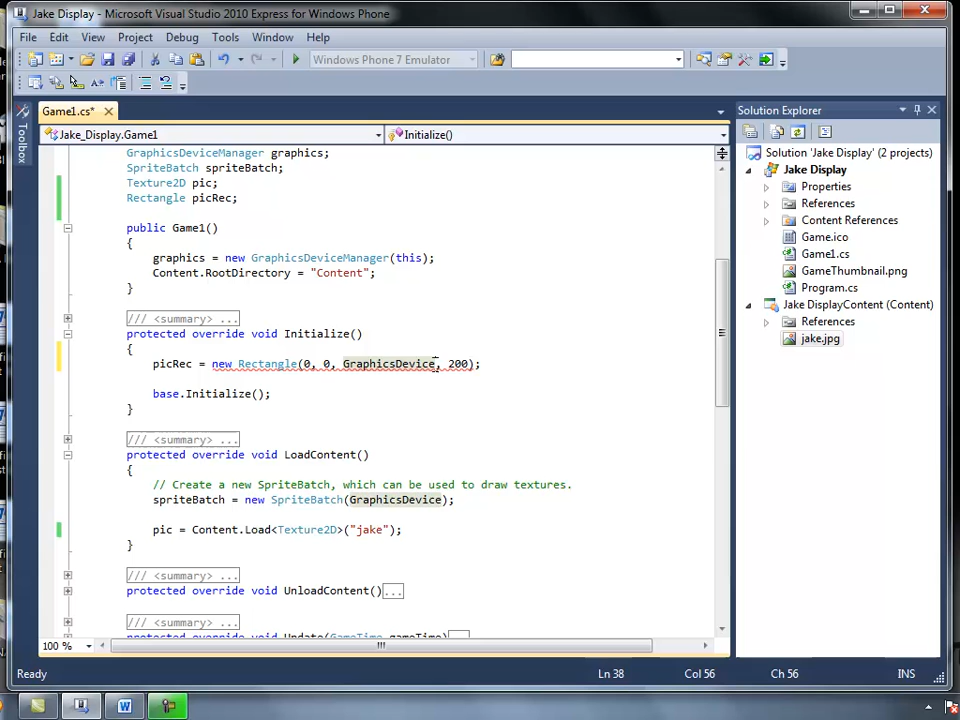 Jake Display - Microsoft Visual Studio 2010 Express for Windows Phone
File Edit View Project Debug Tools Window Help
Windows Phone 7 Emulator
Game1.cs*
Solution Explorer
Toolbox
Jake_Display.Game1
Initialize()
GraphicsDeviceManager graphics;
SpriteBatch spriteBatch;
Texture2D pic;
Rectangle picRec;
public Game1()
{
graphics = new GraphicsDeviceManager(this);
Content.RootDirectory = "Content";
}
/// <summary> ...
protected override void Initialize()
{
picRec = new Rectangle(0, 0, GraphicsDevice, 200);
base.Initialize();
}
/// <summary> ...
protected override void LoadContent()
{
// Create a new SpriteBatch, which can be used to draw textures.
spriteBatch = new SpriteBatch(GraphicsDevice);
pic = Content.Load<Texture2D>("jake");
}
/// <summary> ...
protected override void UnloadContent()...
/// <summary> ...
protected override void Update(GameTime gameTime)
100 %
Solution 'Jake Display' (2 projects)
Jake Display
Properties
References
Content References
Game.ico
Game1.cs
GameThumbnail.png
Program.cs
Jake DisplayContent (Content)
References
jake.jpg
Ready
Ln 38
Col 56
Ch 56
INS